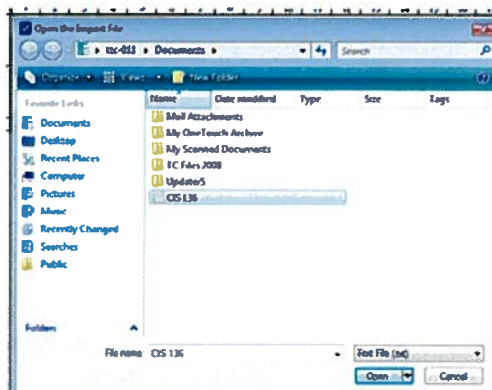 Open the Import File
tsc-011 ▸ Documents
Search
Organize Views New Folder
Favorite Links
Name Date modified Type Size Tags
Documents
Desktop
Recent Places
Computer
Pictures
Music
Recently Changed
Searches
Public
Mail Attachments
My OneTouch Archive
My Scanned Documents
TC Files 2008
Updater5
CIS 136
Folders
File name CIS 136
Text File (txt)
Open Cancel